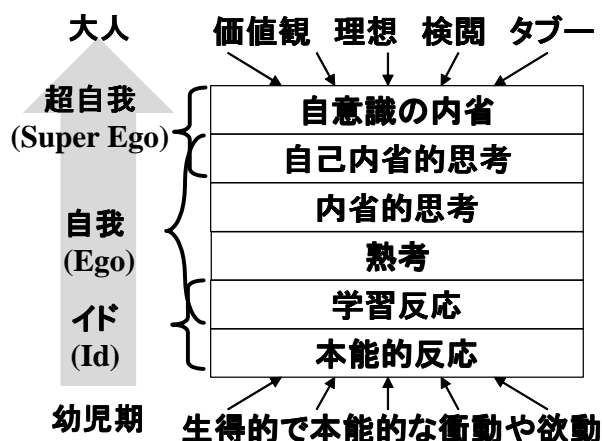 大人
価値観 理想 検閲 タブー
超自我
(Super Ego)
自我
(Ego)
イド
(Id)
幼児期
自意識の内省
自己内省的思考
内省的思考
熟考
学習反応
本能的反応
生得的で本能的な衝動や欲動